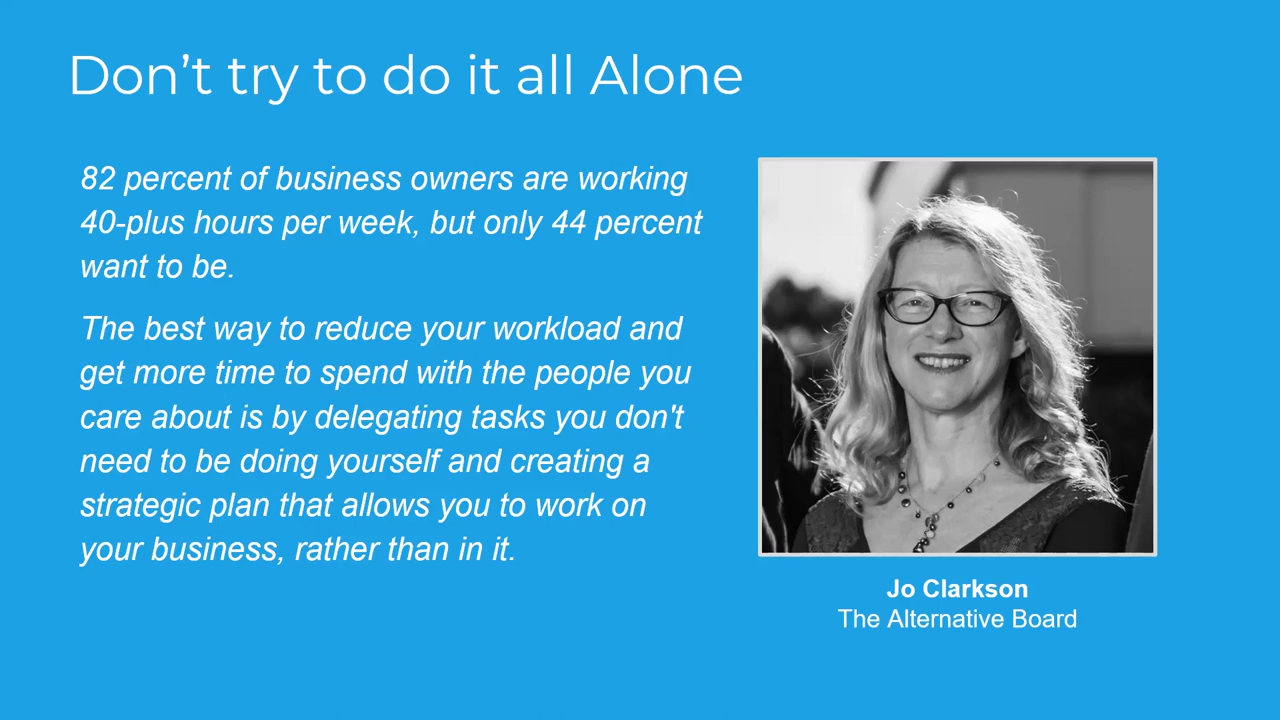 Don’t try to do it all Alone
82 percent of business owners are working
40-plus hours per week, but only 44 percent
want to be.
The best way to reduce your workload and
get more time to spend with the people you
care about is by delegating tasks you don't
need to be doing yourself and creating a
strategic plan that allows you to work on
your business, rather than in it.
Jo Clarkson
The Alternative Board